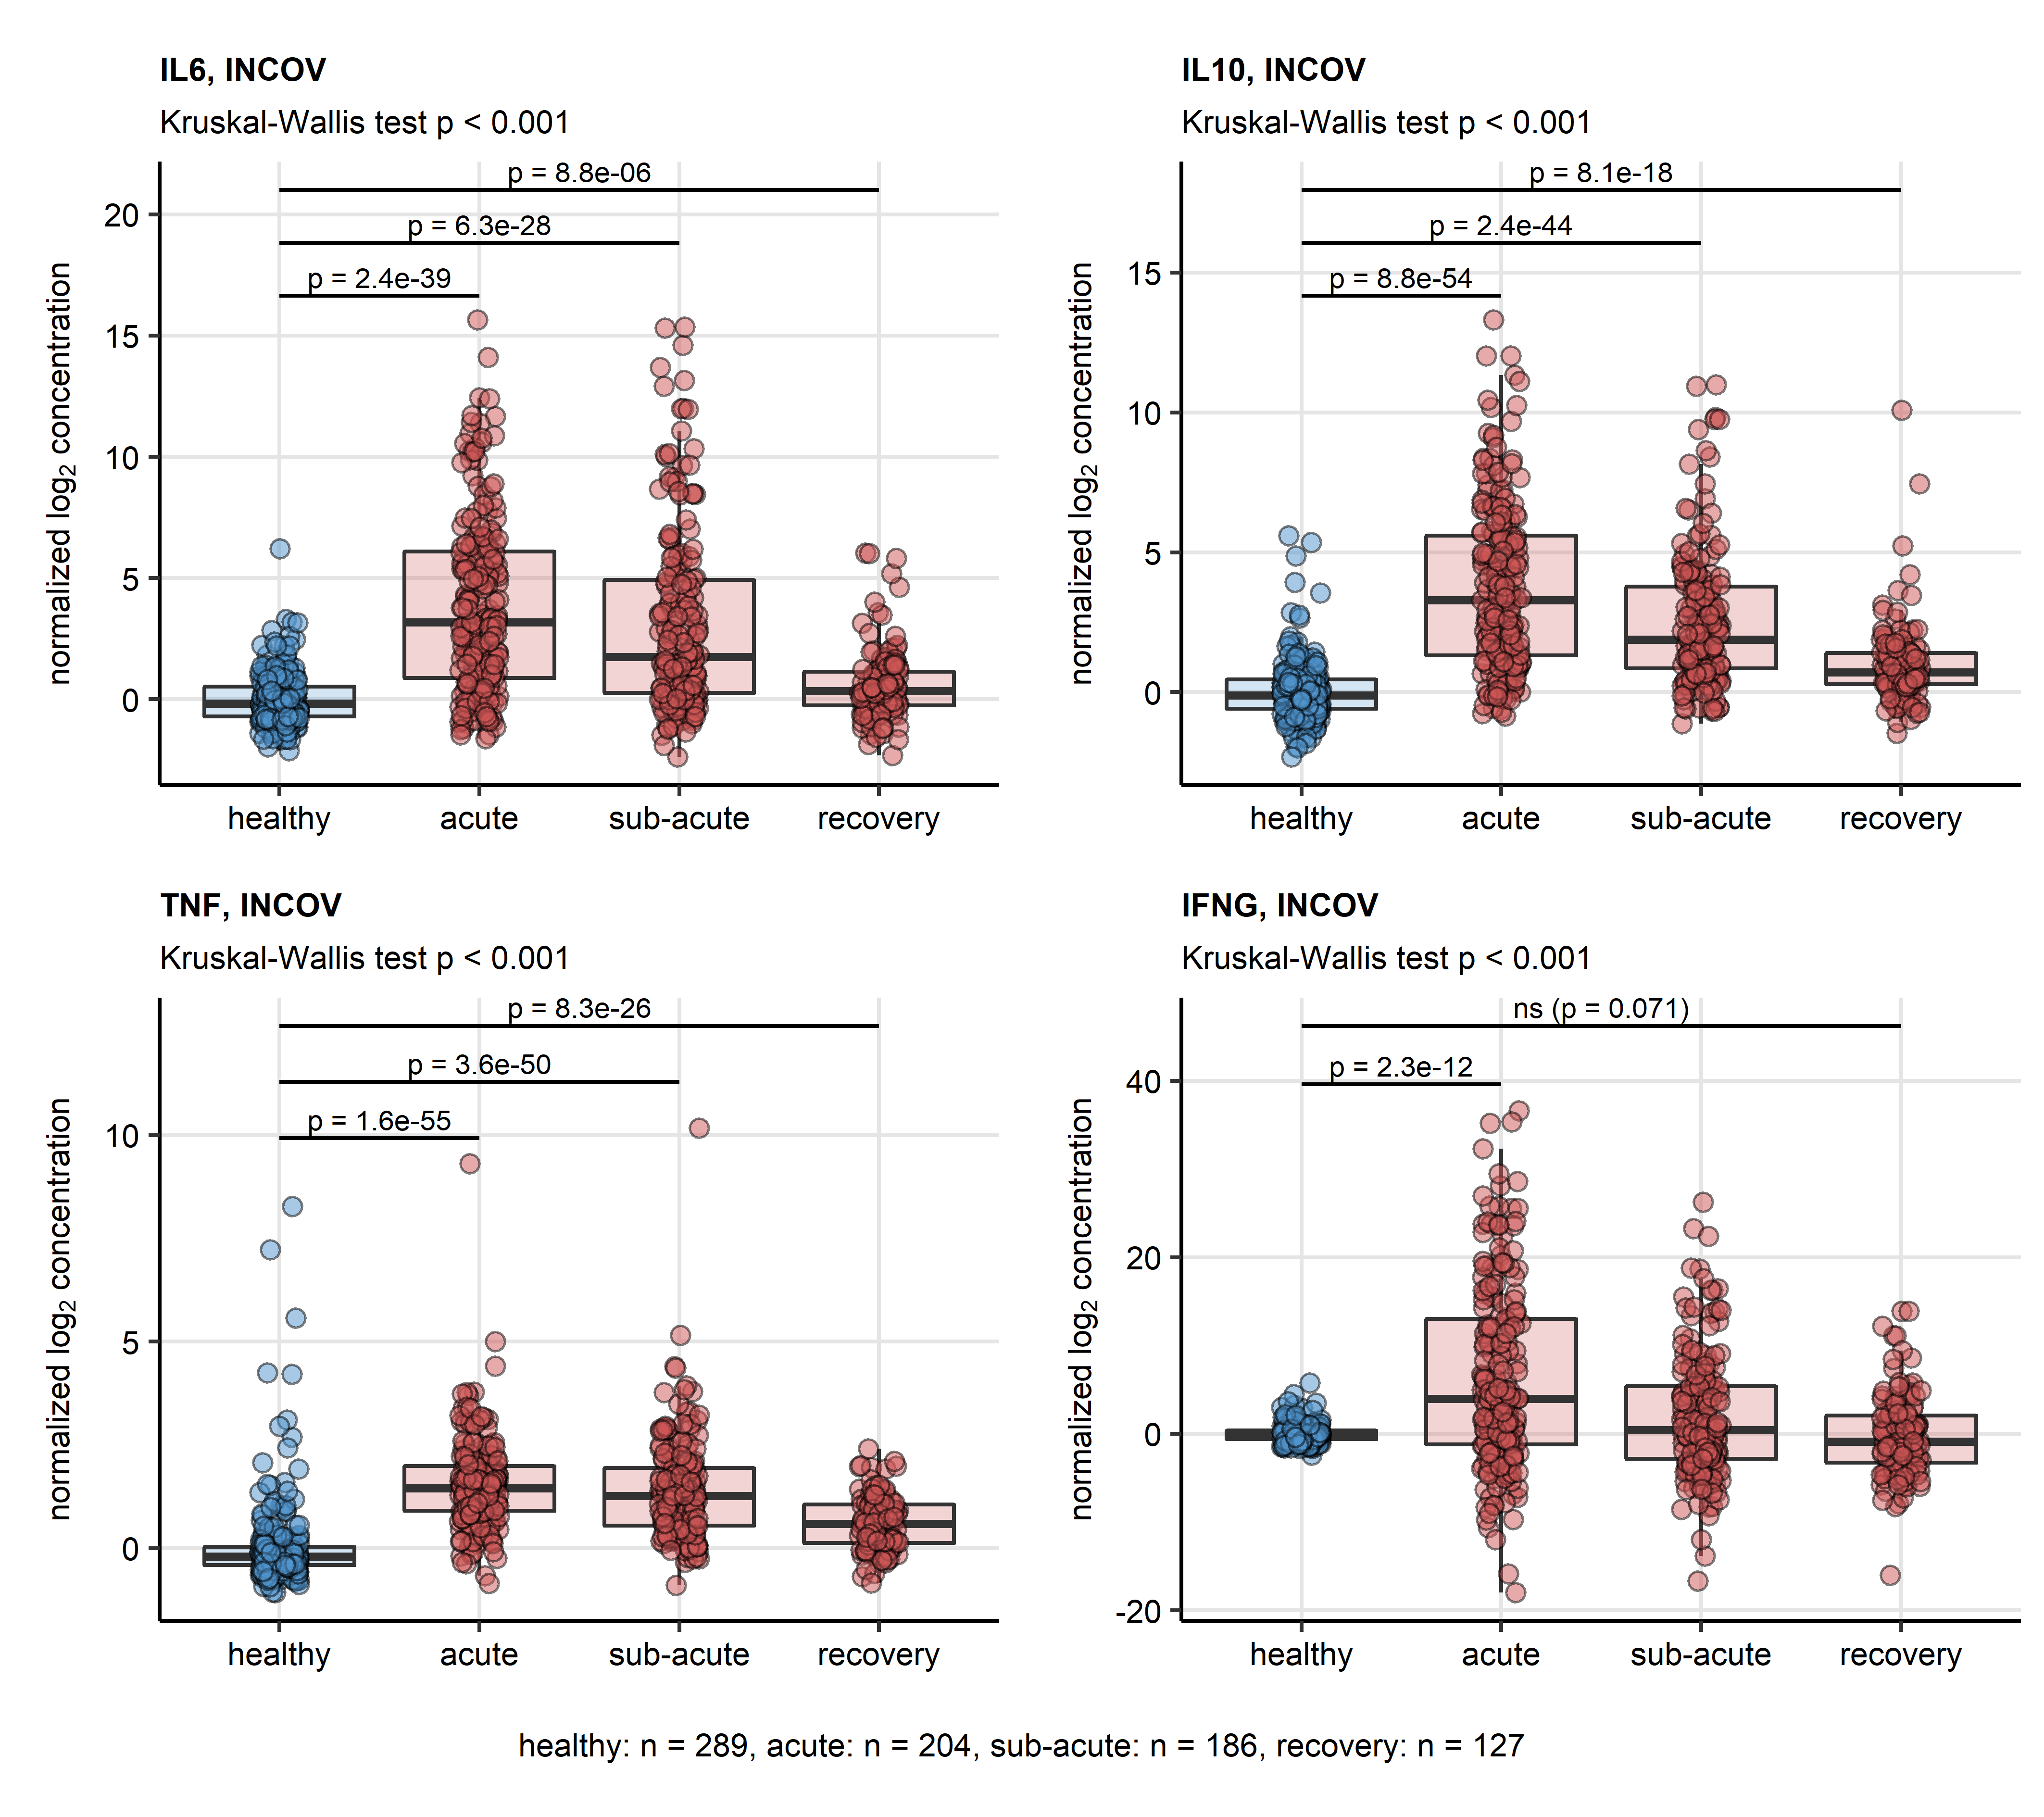 IL6, INCOV
Kruskal-Wallis test p < 0.001
p = 8.8e-06
p = 6.3e-28
p = 2.4e-39
normalized log₂ concentration
20
15
10
5
0
healthy acute sub-acute recovery
IL10, INCOV
Kruskal-Wallis test p < 0.001
p = 8.1e-18
p = 2.4e-44
p = 8.8e-54
normalized log₂ concentration
15
10
5
0
healthy acute sub-acute recovery
TNF, INCOV
Kruskal-Wallis test p < 0.001
p = 8.3e-26
p = 3.6e-50
p = 1.6e-55
normalized log₂ concentration
10
5
0
healthy acute sub-acute recovery
IFNG, INCOV
Kruskal-Wallis test p < 0.001
ns (p = 0.071)
p = 2.3e-12
normalized log₂ concentration
40
20
0
-20
healthy acute sub-acute recovery
healthy: n = 289, acute: n = 204, sub-acute: n = 186, recovery: n = 127